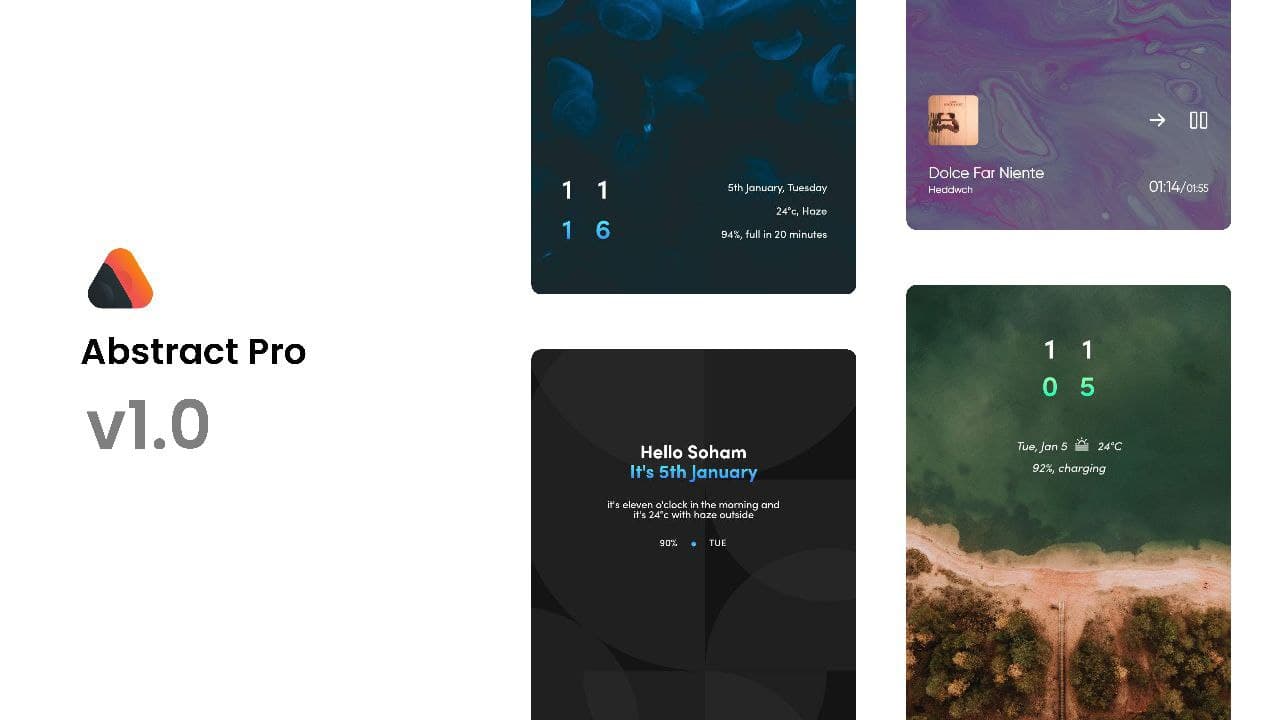 Abstract Pro
v1.0
1 1
1 6
5th January, Tuesday
24°c, Haze
94%, full in 20 minutes
Hello Soham
It's 5th January
it's eleven o'clock in the morning and
it's 24°c with haze outside
90% TUE
Dolce Far Niente
Heddwch
01:14/01:55
1 1
0 5
Tue, Jan 5 24°C
92%, charging